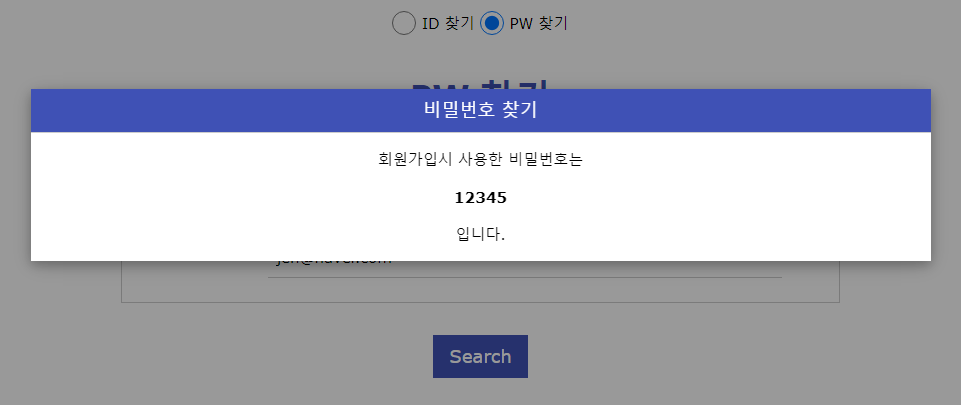 ID 찾기 PW 찾기
비밀번호 찾기
회원가입시 사용한 비밀번호는
12345
입니다.
Search